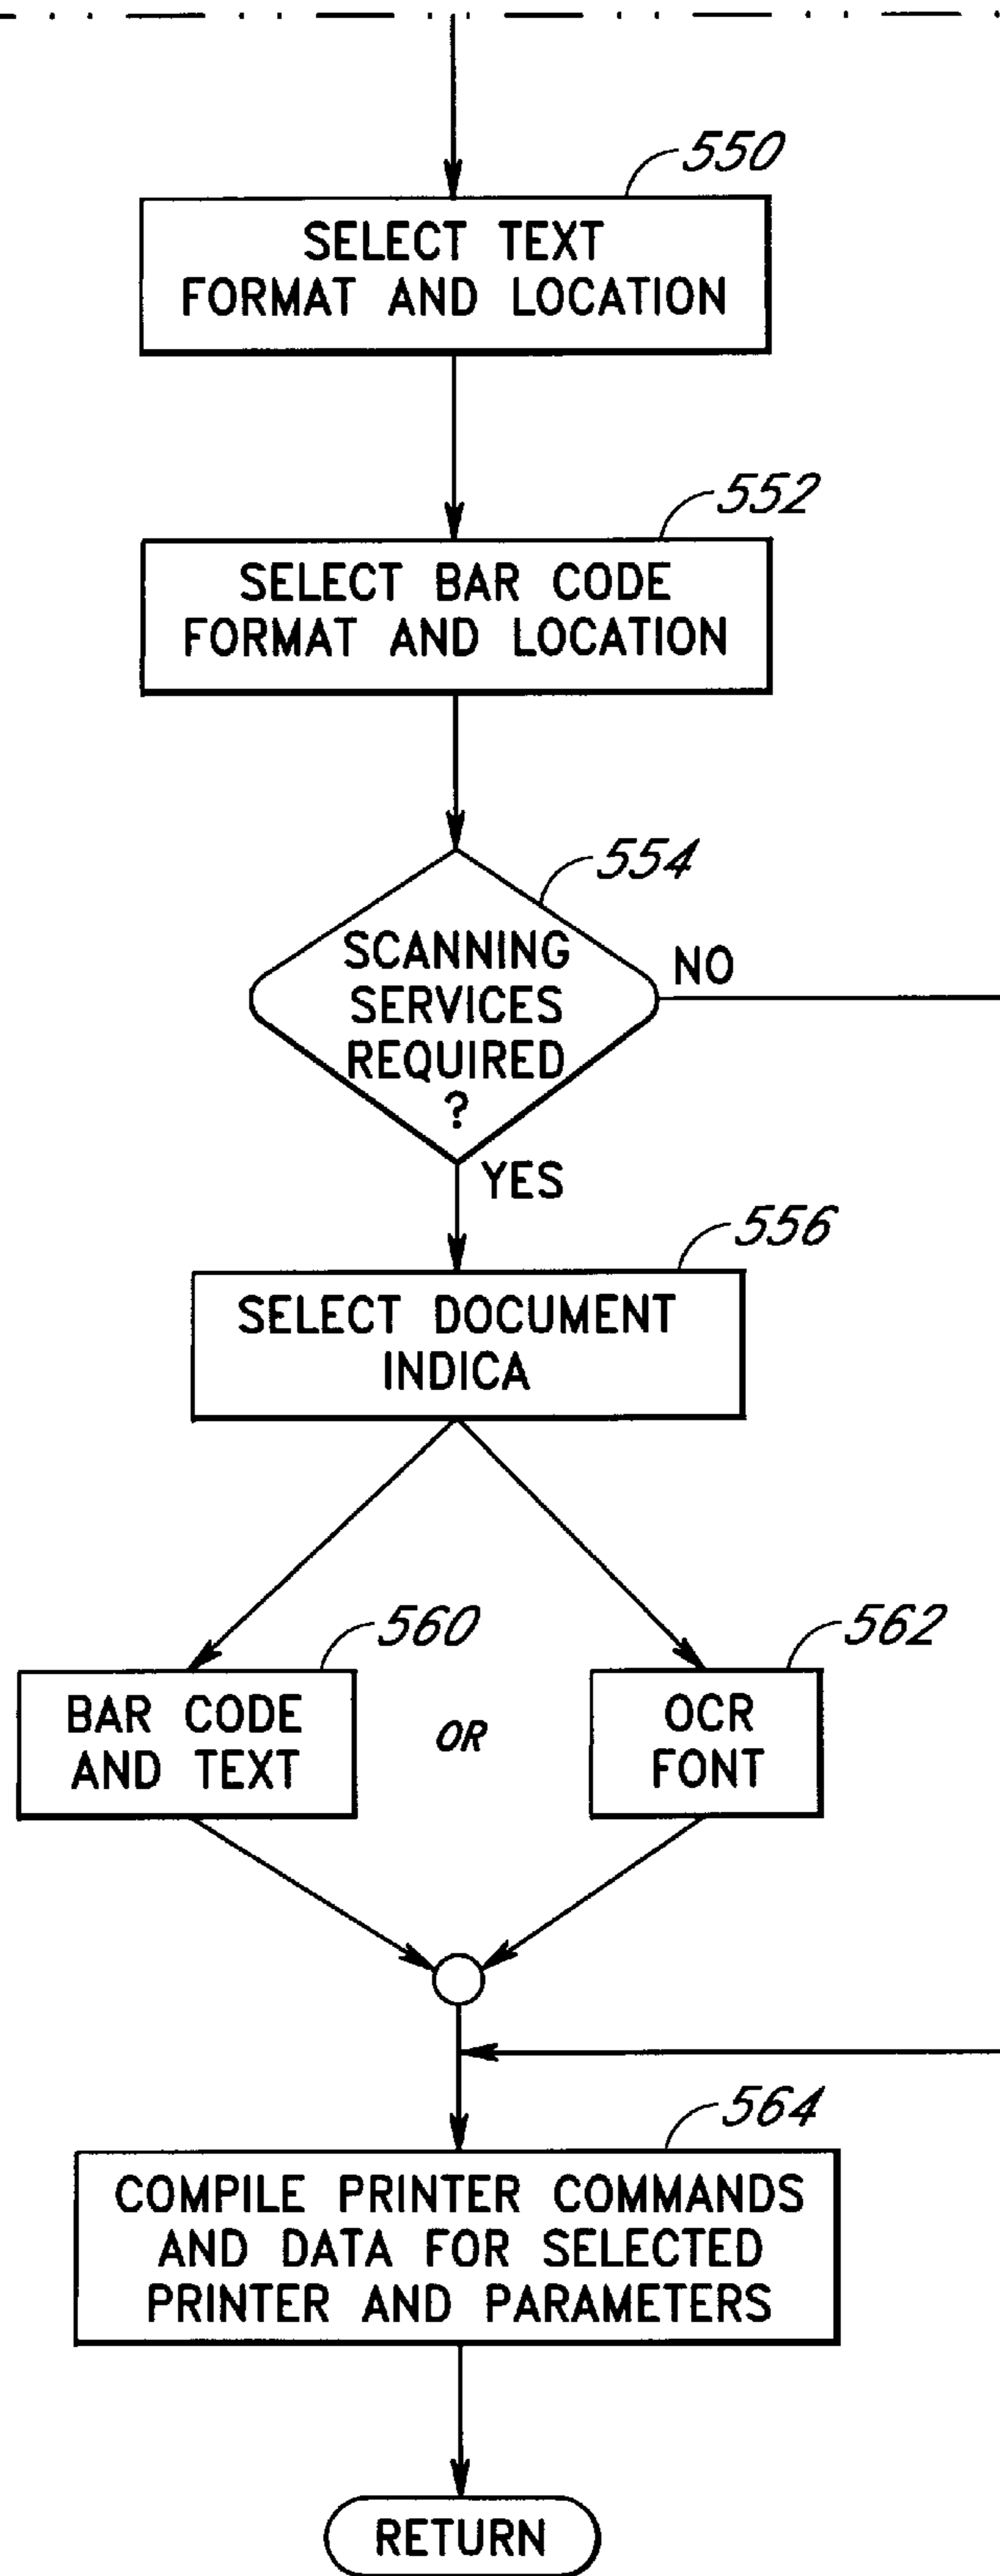 550
SELECT TEXT
FORMAT AND LOCATION
552
SELECT BAR CODE
FORMAT AND LOCATION
554
SCANNING
SERVICES
REQUIRED
?
NO
YES
556
SELECT DOCUMENT
INDICA
560
BAR CODE
AND TEXT
OR
562
OCR
FONT
564
COMPILE PRINTER COMMANDS
AND DATA FOR SELECTED
PRINTER AND PARAMETERS
RETURN